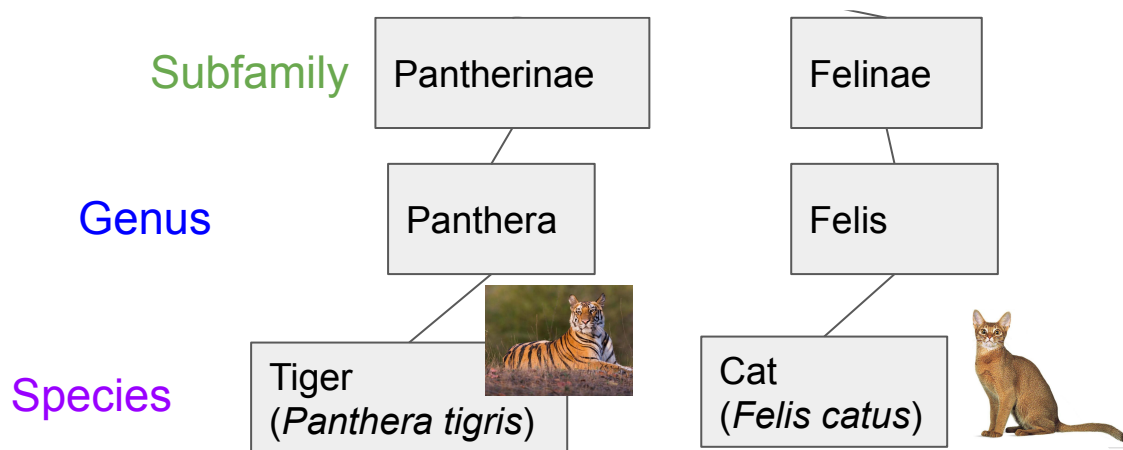 Subfamily
Pantherinae
Felinae
Genus
Panthera
Felis
Species
Tiger
(Panthera tigris)
Cat
(Felis catus)